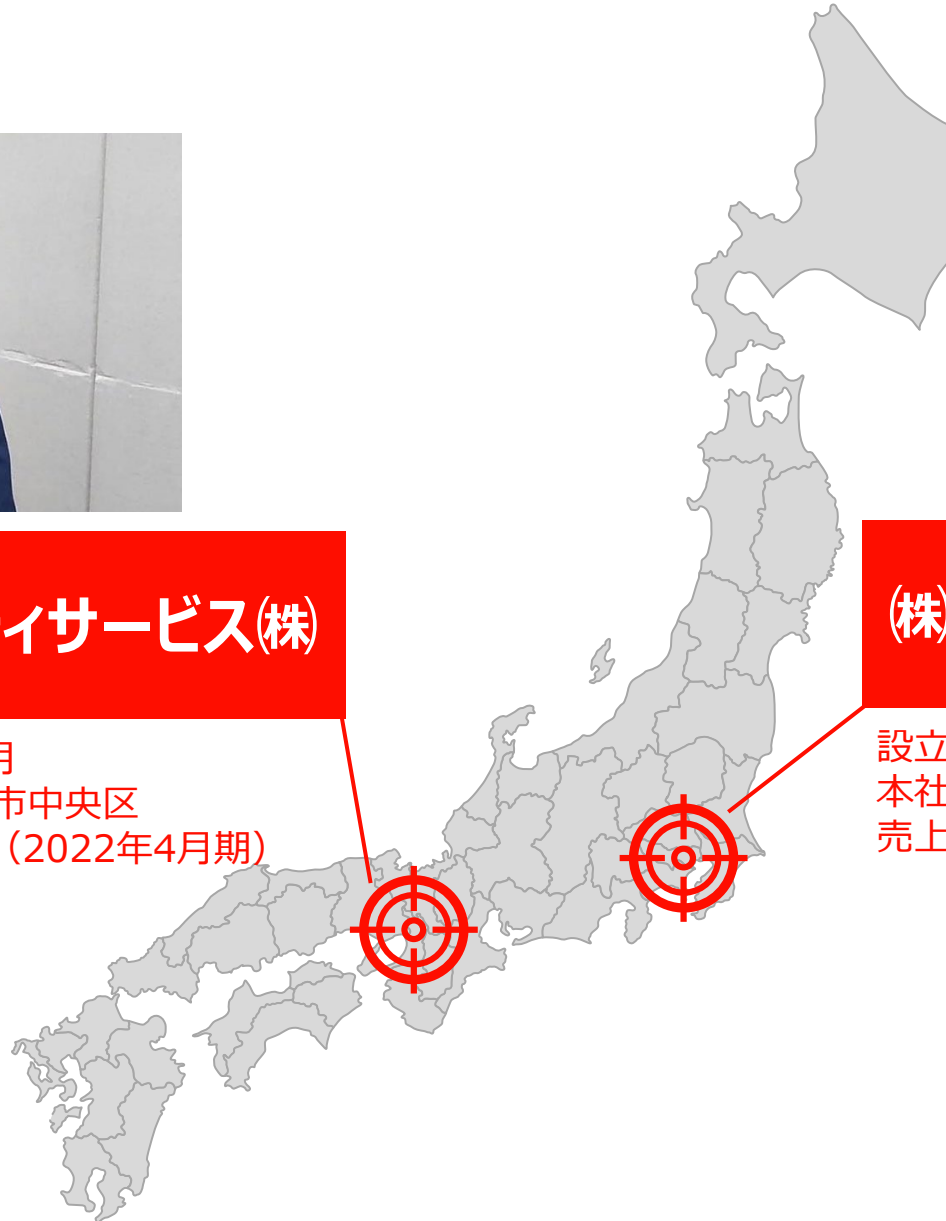 ィサービス㈱
月
市中央区
（2022年4月期）
㈱
設立
本社
売上